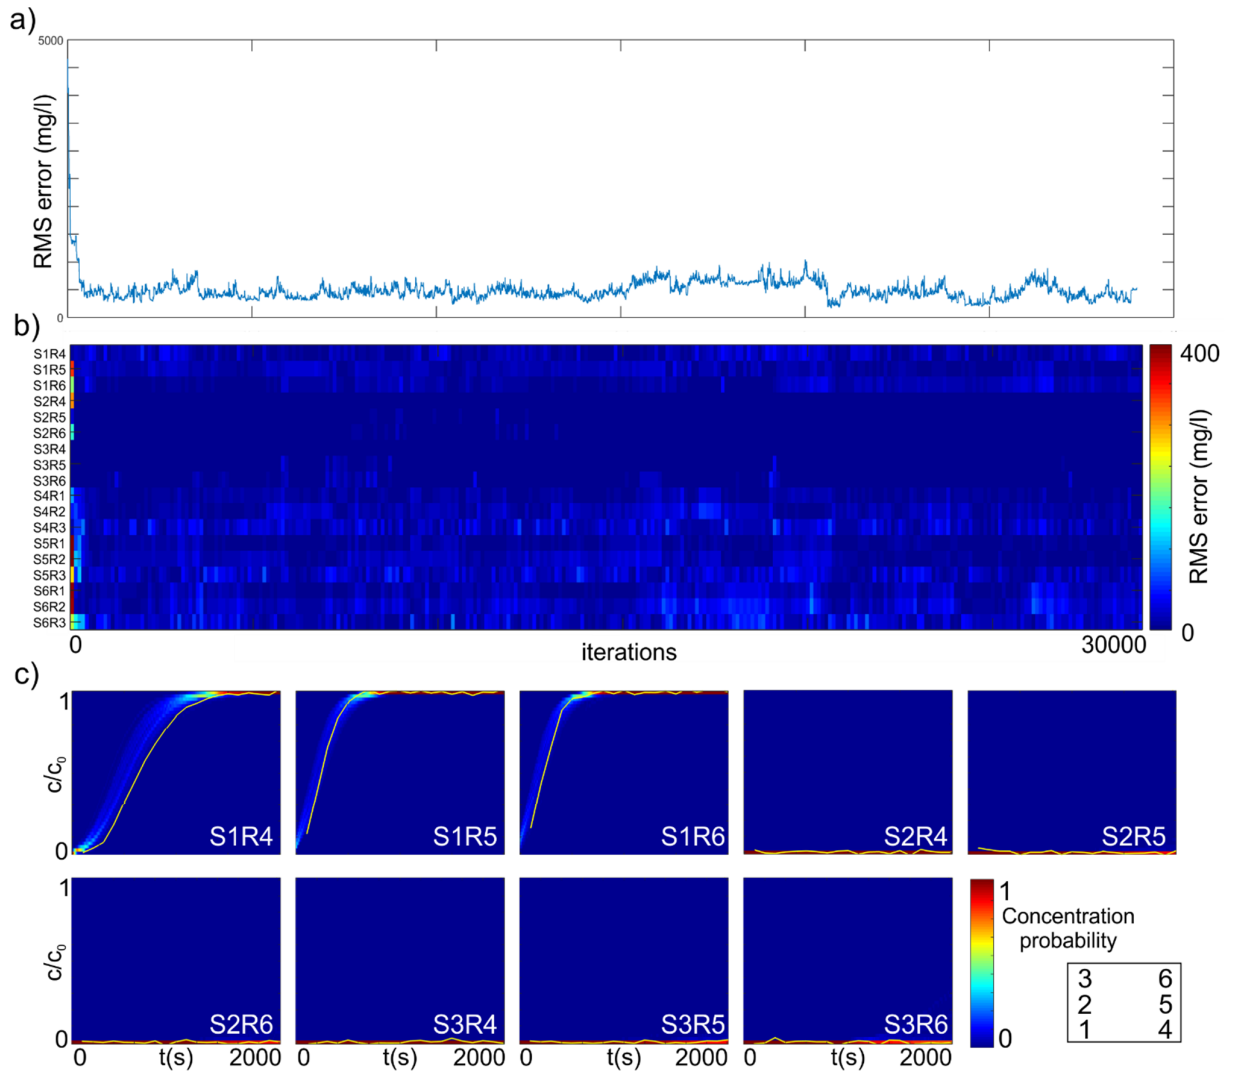 a)
5000
RMS error (mg/l)
0
b)
S1R4
S1R5
S1R6
S2R4
S2R5
S2R6
S3R4
S3R5
S3R6
S4R1
S4R2
S4R3
S5R1
S5R2
S5R3
S6R1
S6R2
S6R3
0
iterations
30000
400
RMS error (mg/l)
0
c)
1
c/c₀
0
S1R4
S1R5
S1R6
S2R4
S2R5
1
c/c₀
0
S2R6
S3R4
S3R5
S3R6
0 t(s) 2000
0 t(s) 2000
0 t(s) 2000
0 t(s) 2000
1
Concentration
probability
0
3 6
2 5
1 4